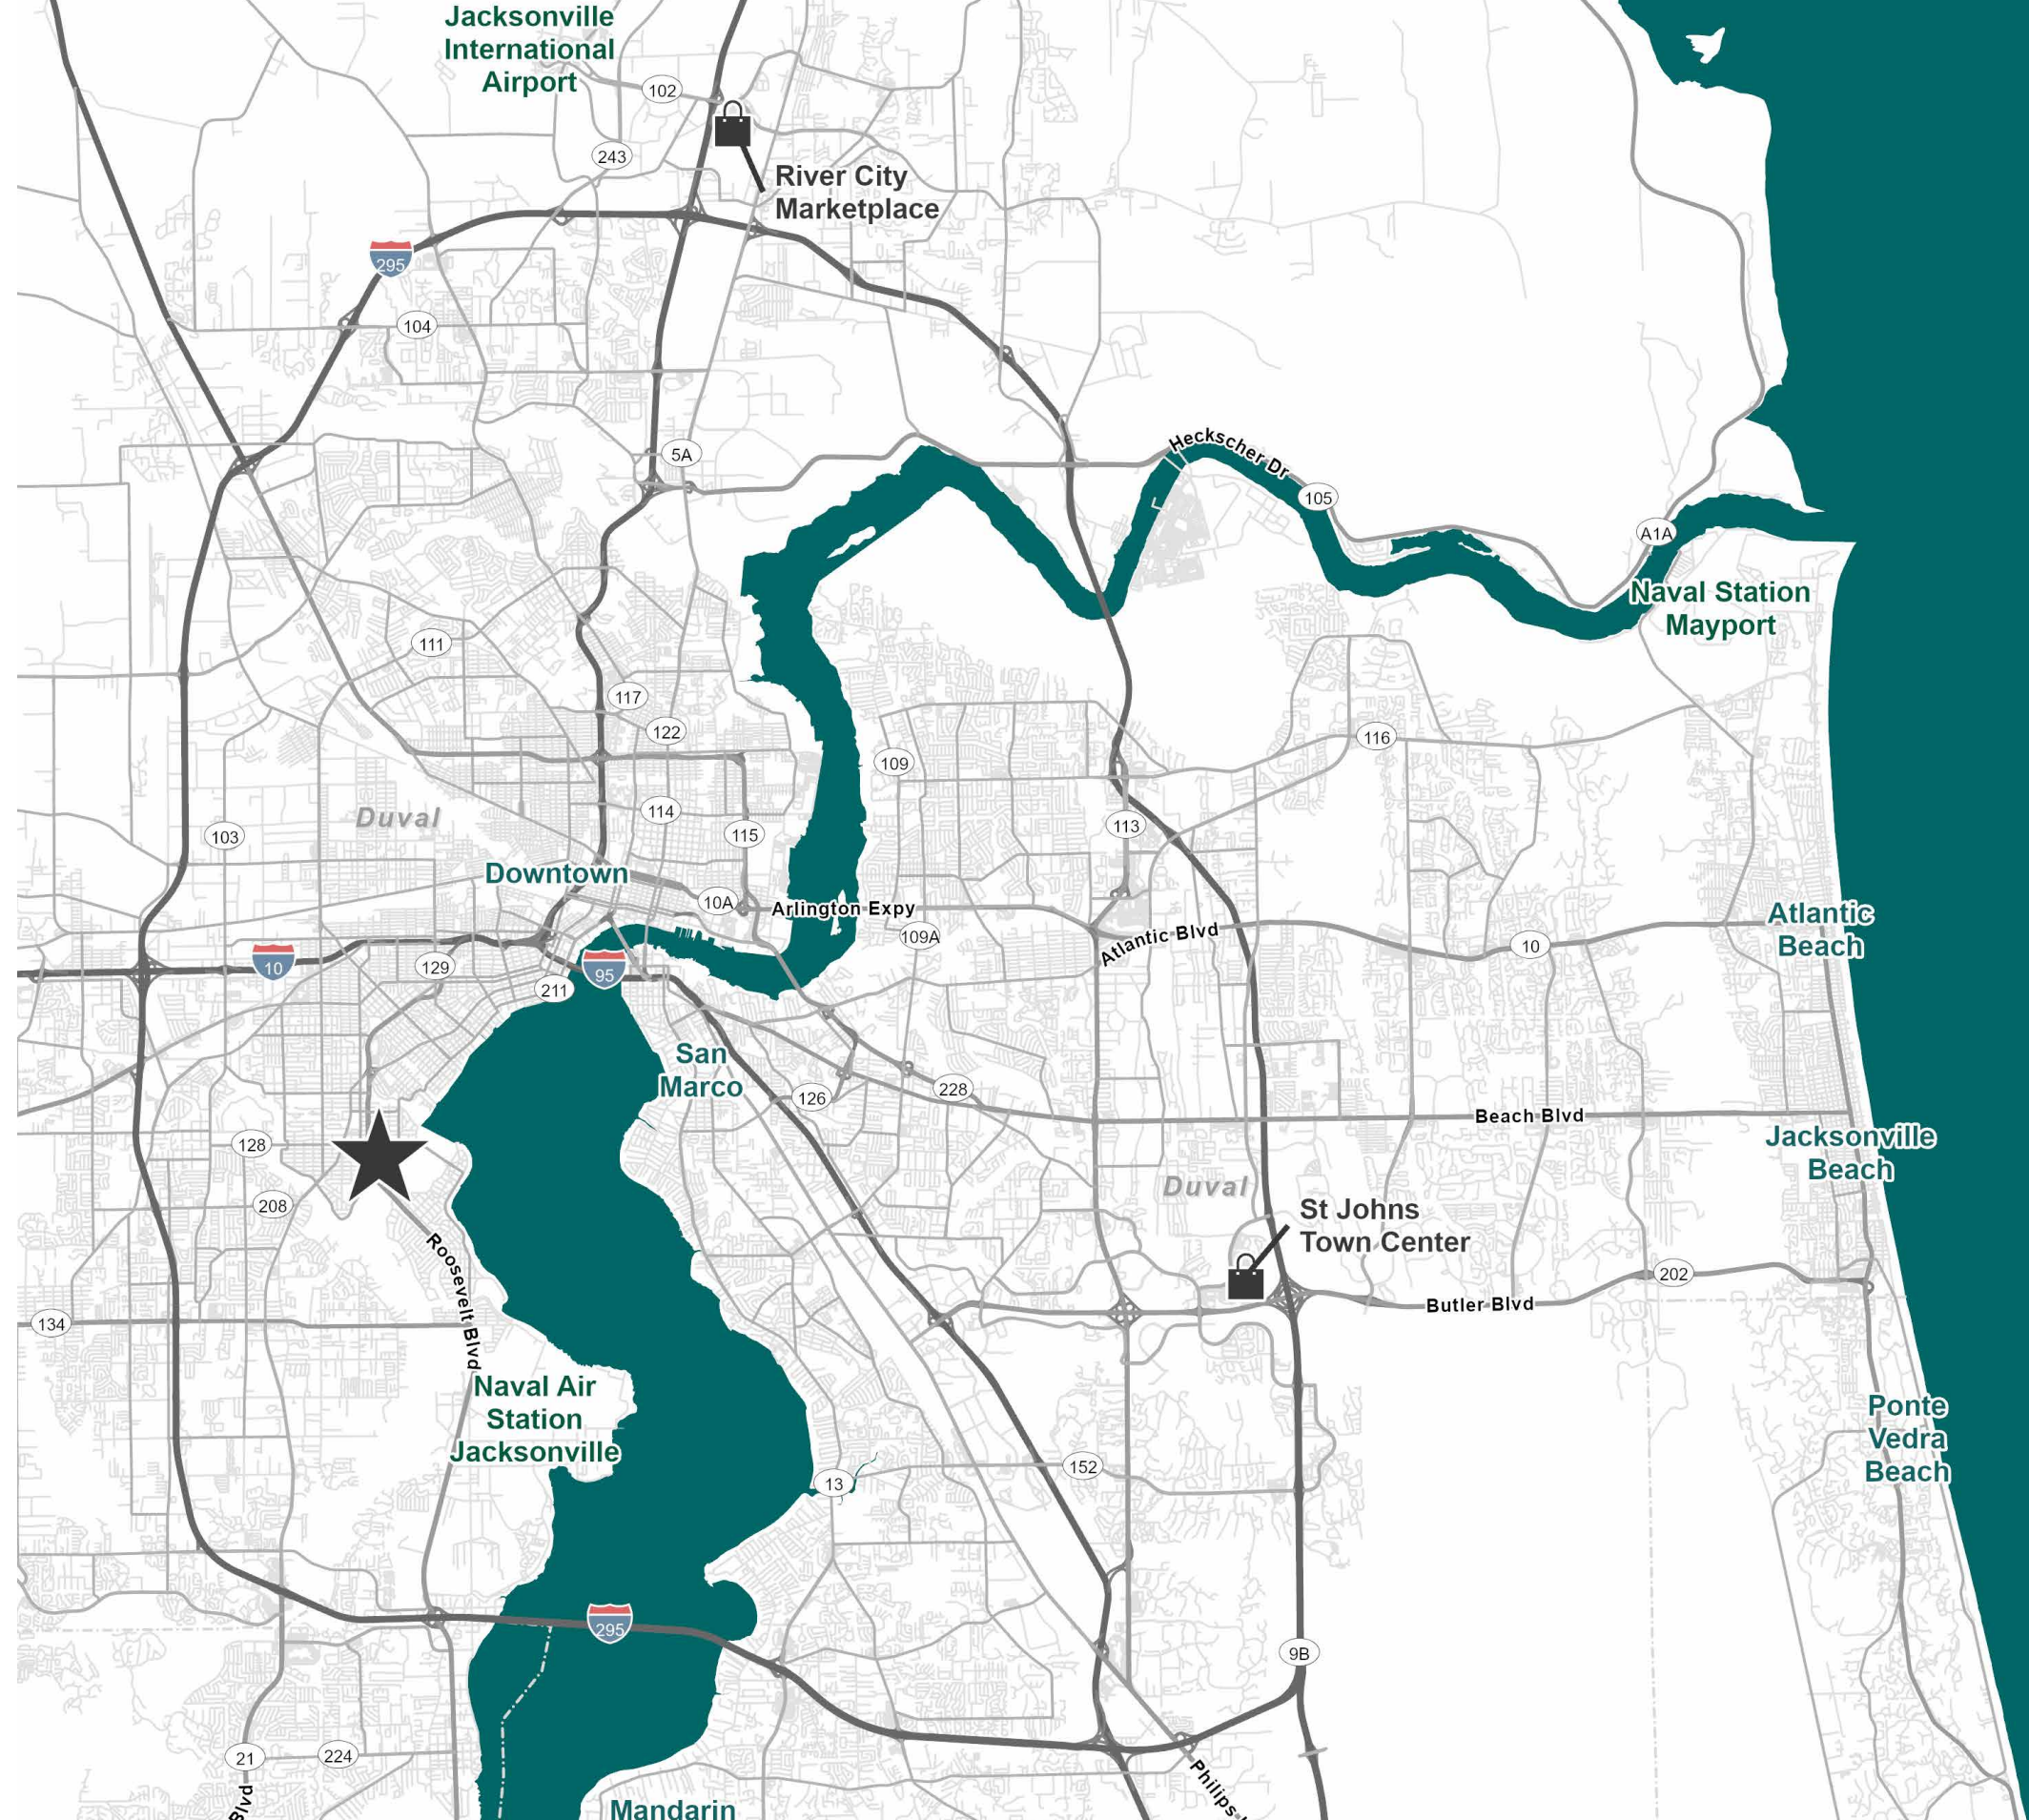 Jacksonville
International
Airport
102
243
River City
Marketplace
295
104
5A
Heckscher Dr
105
A1A
Naval Station
Mayport
111
117
122
116
109
Duval
114
115
113
103
Downtown
10A
Arlington Expy
109A
Atlantic Blvd
10
Atlantic
Beach
10
129
95
211
San
Marco
126
228
Beach Blvd
Jacksonville
Beach
128
208
Duval
St Johns
Town Center
202
Butler Blvd
134
Roosevelt Blvd
Naval Air
Station
Jacksonville
Ponte
Vedra
Beach
13
152
295
9B
21
224
Blvd
Philips
Mandarin